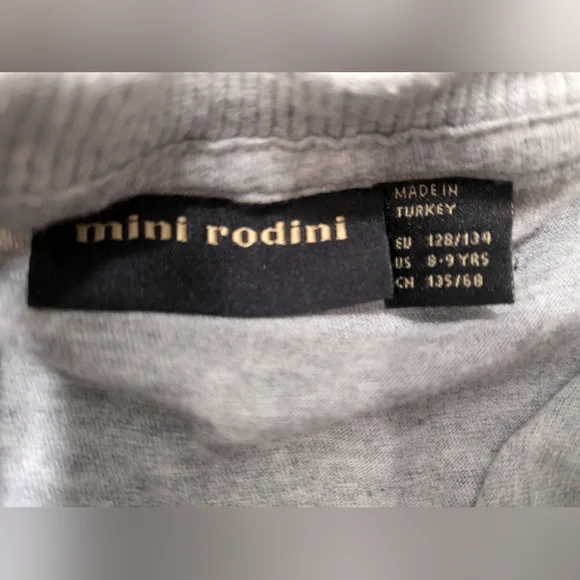 mini rodini
MADE IN
TURKEY
EU 128/134
US 8-9 YRS
CN 135/68